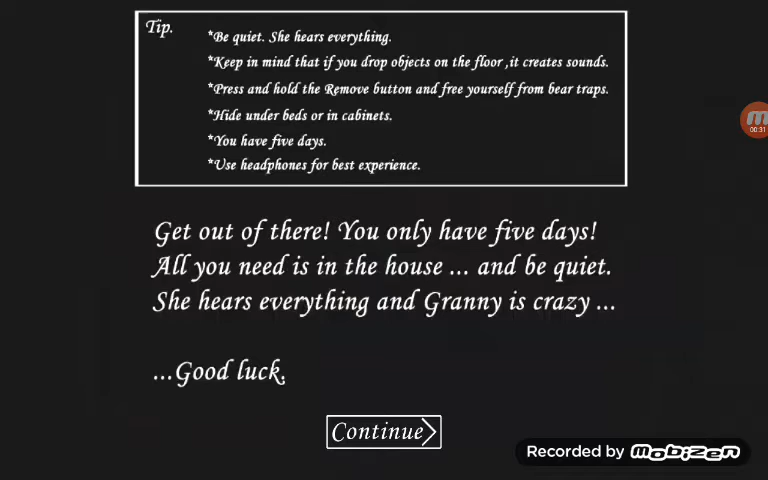 Tip.
*Be quiet. She hears everything.
*Keep in mind that if you drop objects on the floor ,it creates sounds.
*Press and hold the Remove button and free yourself from bear traps.
*Hide under beds or in cabinets.
*You have five days.
*Use headphones for best experience.
00:31
Get out of there! You only have five days!
All you need is in the house ... and be quiet.
She hears everything and Granny is crazy ...
...Good luck.
Continue
Recorded by mobizen